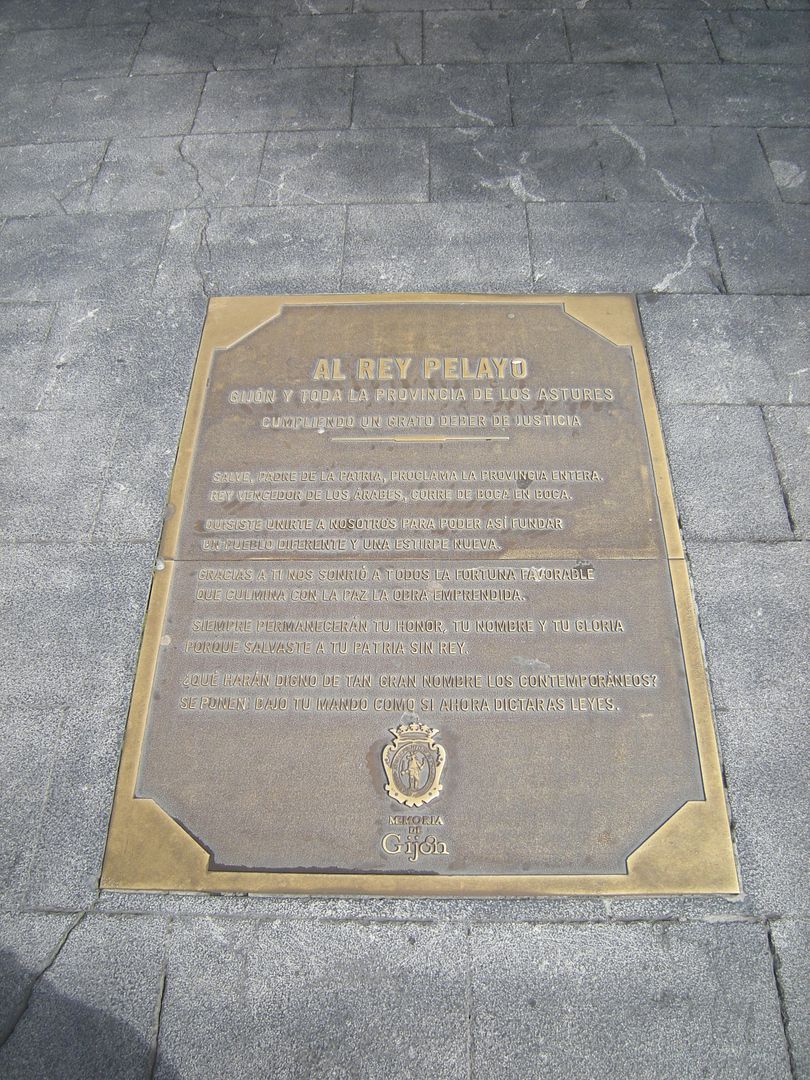 AL REY PELAYO
GIJÓN Y TODA LA PROVINCIA DE LOS ASTURES
CUMPLIENDO UN GRATO DEBER DE JUSTICIA
SALVE, PADRE DE LA PATRIA, PROCLAMA LA PROVINCIA ENTERA.
REY VENCEDOR DE LOS ÁRABES, CORRE DE BOCA EN BOCA.
QUISISTE UNIRTE A NOSOTROS PARA PODER ASÍ FUNDAR
UN PUEBLO DIFERENTE Y UNA ESTIRPE NUEVA.
GRACIAS A TI NOS SONRIÓ A TODOS LA FORTUNA FAVORABLE
QUE CULMINA CON LA PAZ LA OBRA EMPRENDIDA.
SIEMPRE PERMANECERÁN TU HONOR, TU NOMBRE Y TU GLORIA
PORQUE SALVASTE A TU PATRIA SIN REY.
¿QUÉ HARÁN DIGNO DE TAN GRAN NOMBRE LOS CONTEMPORÁNEOS?
SE PONEN BAJO TU MANDO COMO SI AHORA DICTARAS LEYES.
MEMORIA
DE
Gijón